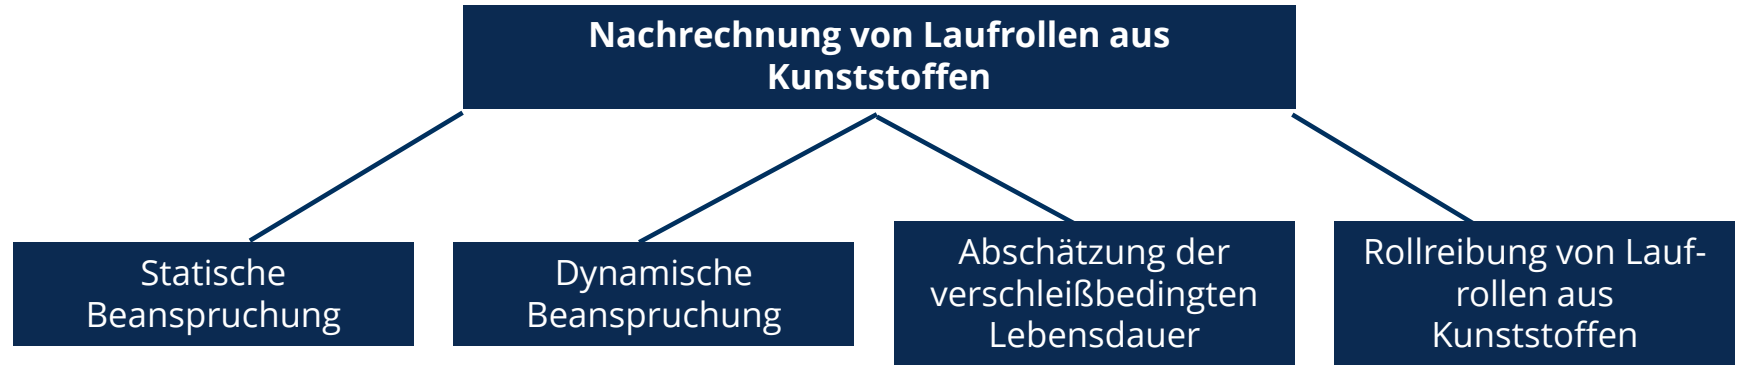 Nachrechnung von Laufrollen aus
Kunststoffen
Statische
Beanspruchung
Dynamische
Beanspruchung
Abschätzung der
verschleißbedingten
Lebensdauer
Rollreibung von Lauf-
rollen aus
Kunststoffen